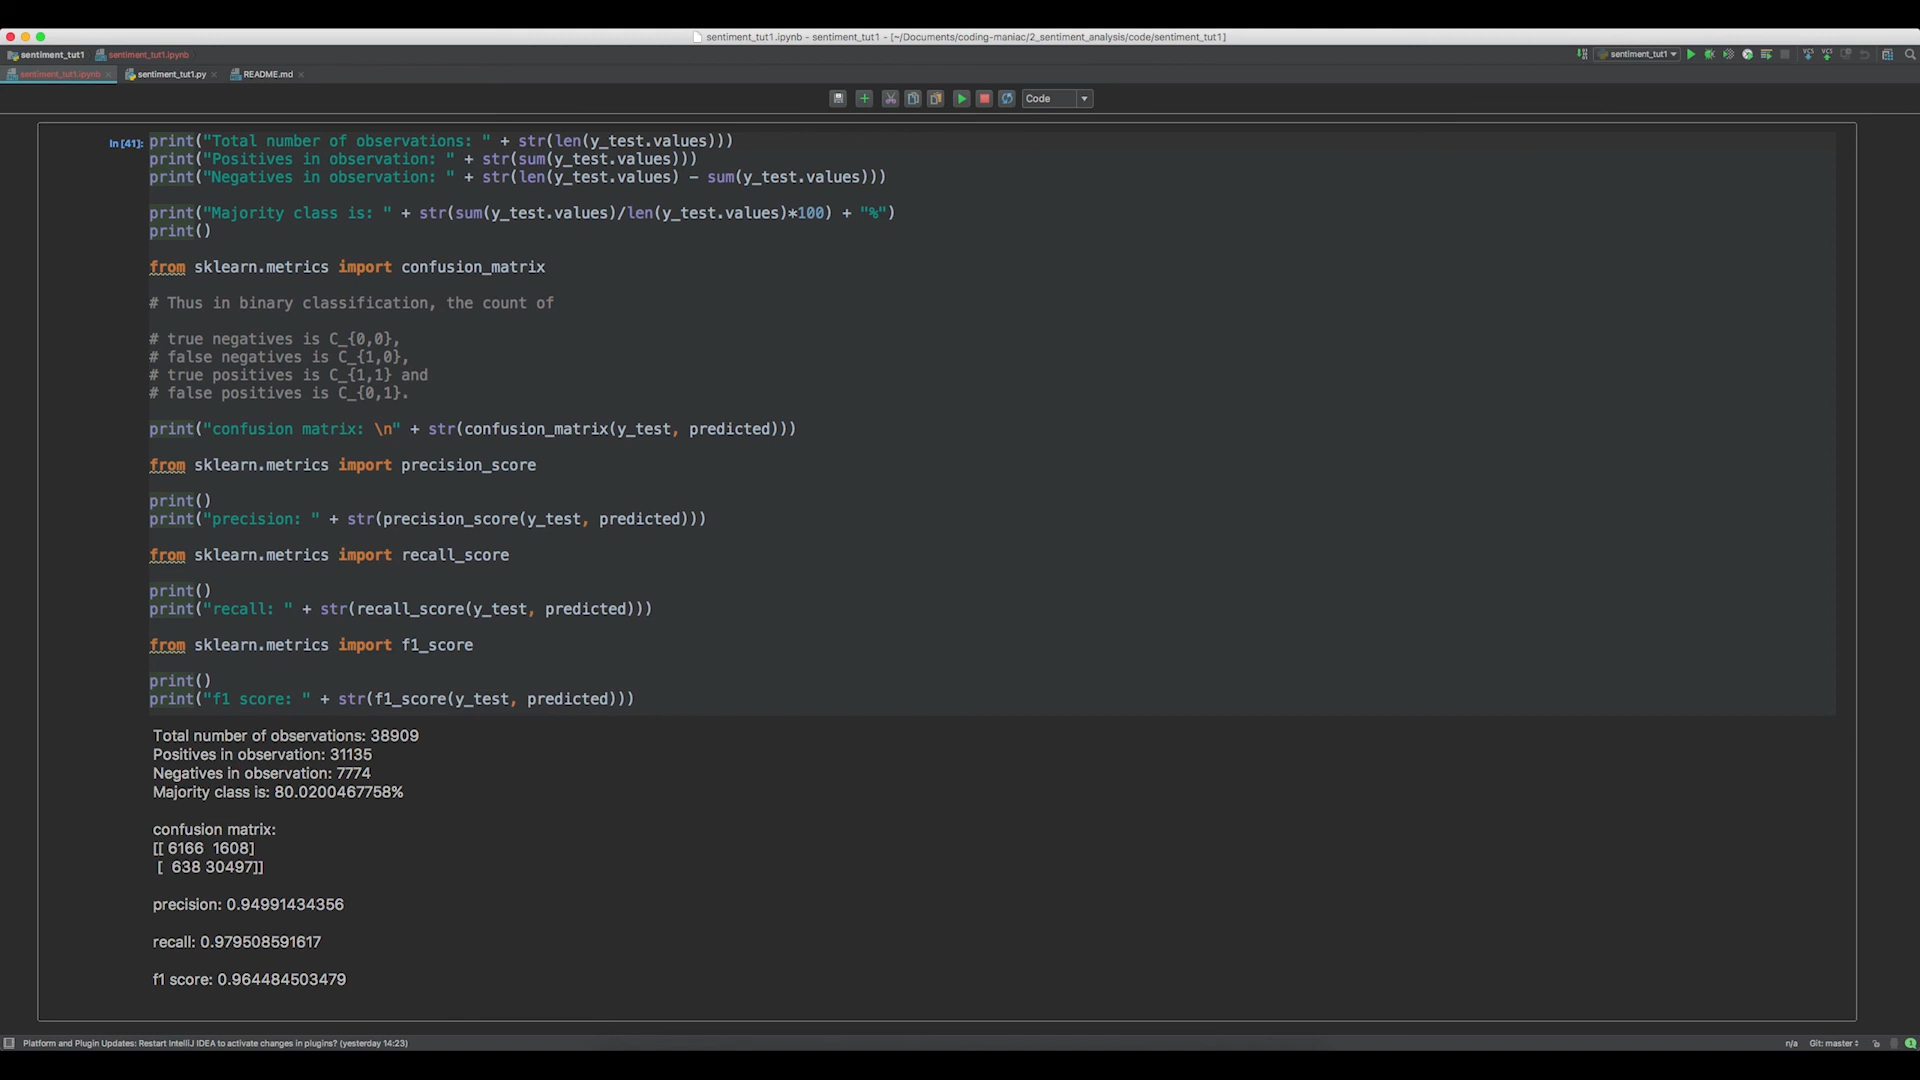 sentiment_tut1.ipynb - sentiment_tut1 - [~/Documents/coding-maniac/2_sentiment_analysis/code/sentiment_tut1]
sentiment_tut1 sentiment_tut1.ipynb sentiment_tut1
sentiment_tut1.ipynb sentiment_tut1.py README.md
Code
In [41]: print("Total number of observations: " + str(len(y_test.values)))
print("Positives in observation: " + str(sum(y_test.values)))
print("Negatives in observation: " + str(len(y_test.values) - sum(y_test.values)))
print("Majority class is: " + str(sum(y_test.values)/len(y_test.values)*100) + "%")
print()
from sklearn.metrics import confusion_matrix
# Thus in binary classification, the count of
# true negatives is C_{0,0},
# false negatives is C_{1,0},
# true positives is C_{1,1} and
# false positives is C_{0,1}.
print("confusion matrix: \n" + str(confusion_matrix(y_test, predicted)))
from sklearn.metrics import precision_score
print()
print("precision: " + str(precision_score(y_test, predicted)))
from sklearn.metrics import recall_score
print()
print("recall: " + str(recall_score(y_test, predicted)))
from sklearn.metrics import f1_score
print()
print("f1 score: " + str(f1_score(y_test, predicted)))
Total number of observations: 38909
Positives in observation: 31135
Negatives in observation: 7774
Majority class is: 80.0200467758%
confusion matrix:
[[ 6166 1608]
[ 638 30497]]
precision: 0.94991434356
recall: 0.979508591617
f1 score: 0.964484503479
Platform and Plugin Updates: Restart IntelliJ IDEA to activate changes in plugins? (yesterday 14:23) n/a Git: master 1